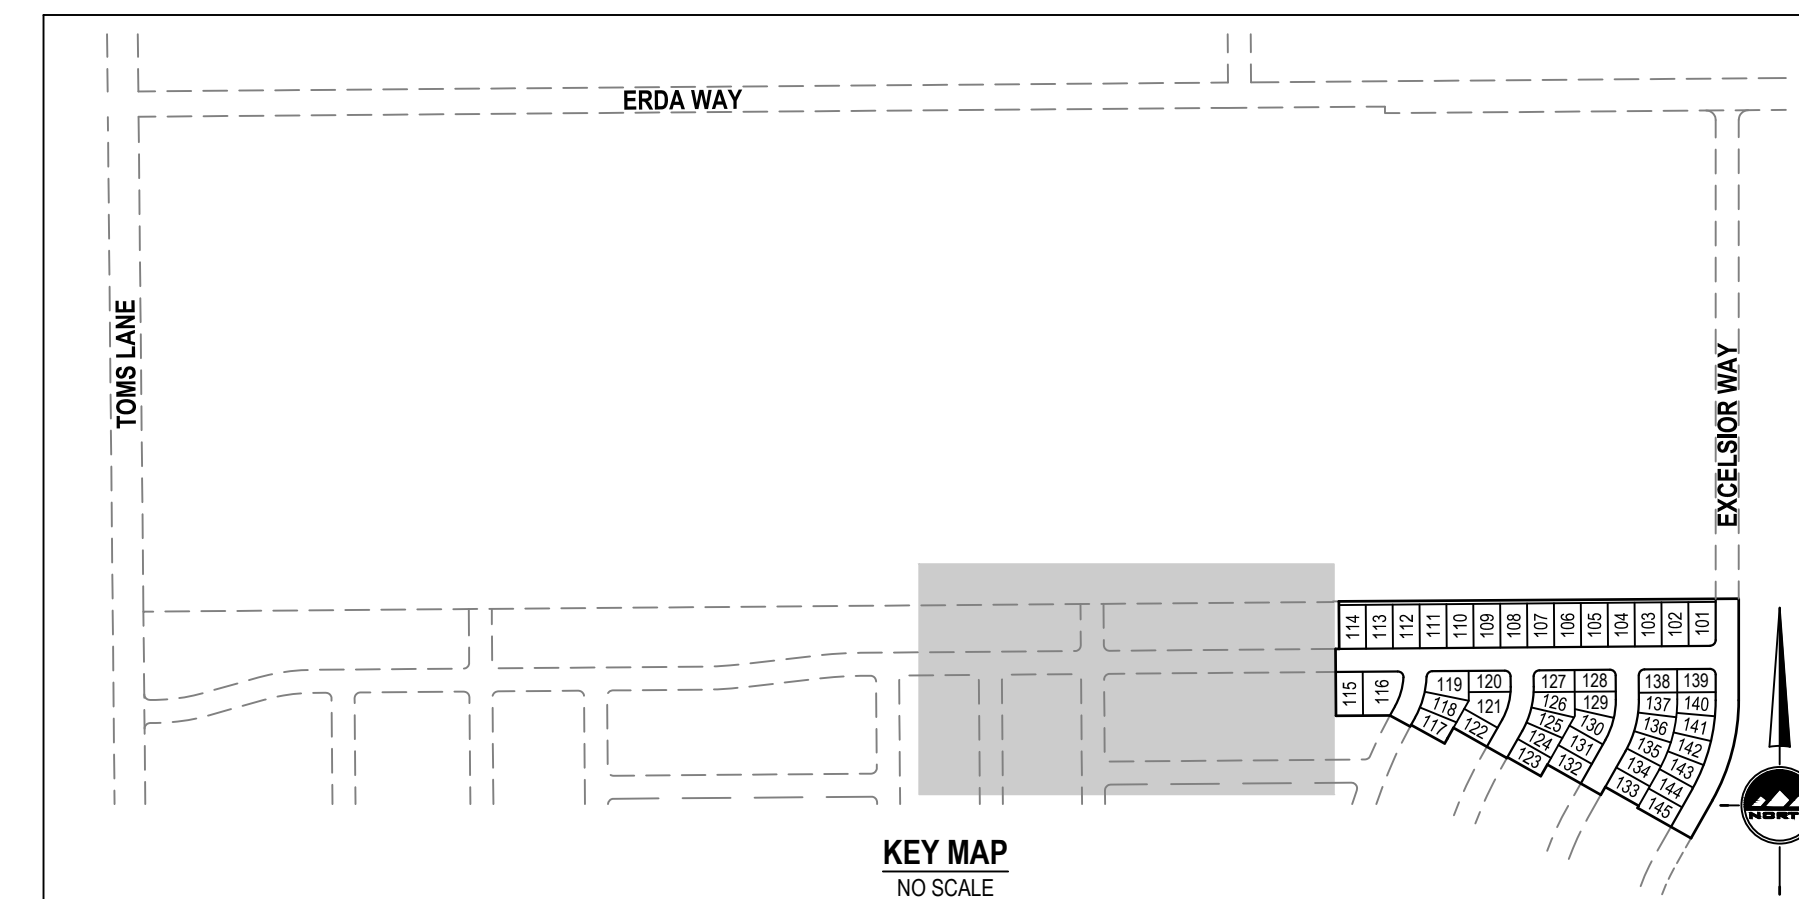 ERDA WAY
TOMS LANE
EXCELSIOR WAY
114 113 112 111 110 109 108 107 106 105 104 103 102 101
115 116 119 120 127 128 138 139
118 121 126 129 137 140
117 122 125 130 136 141
124 131 135 142
123 132 134 143
133 144
145
KEY MAP
NO SCALE